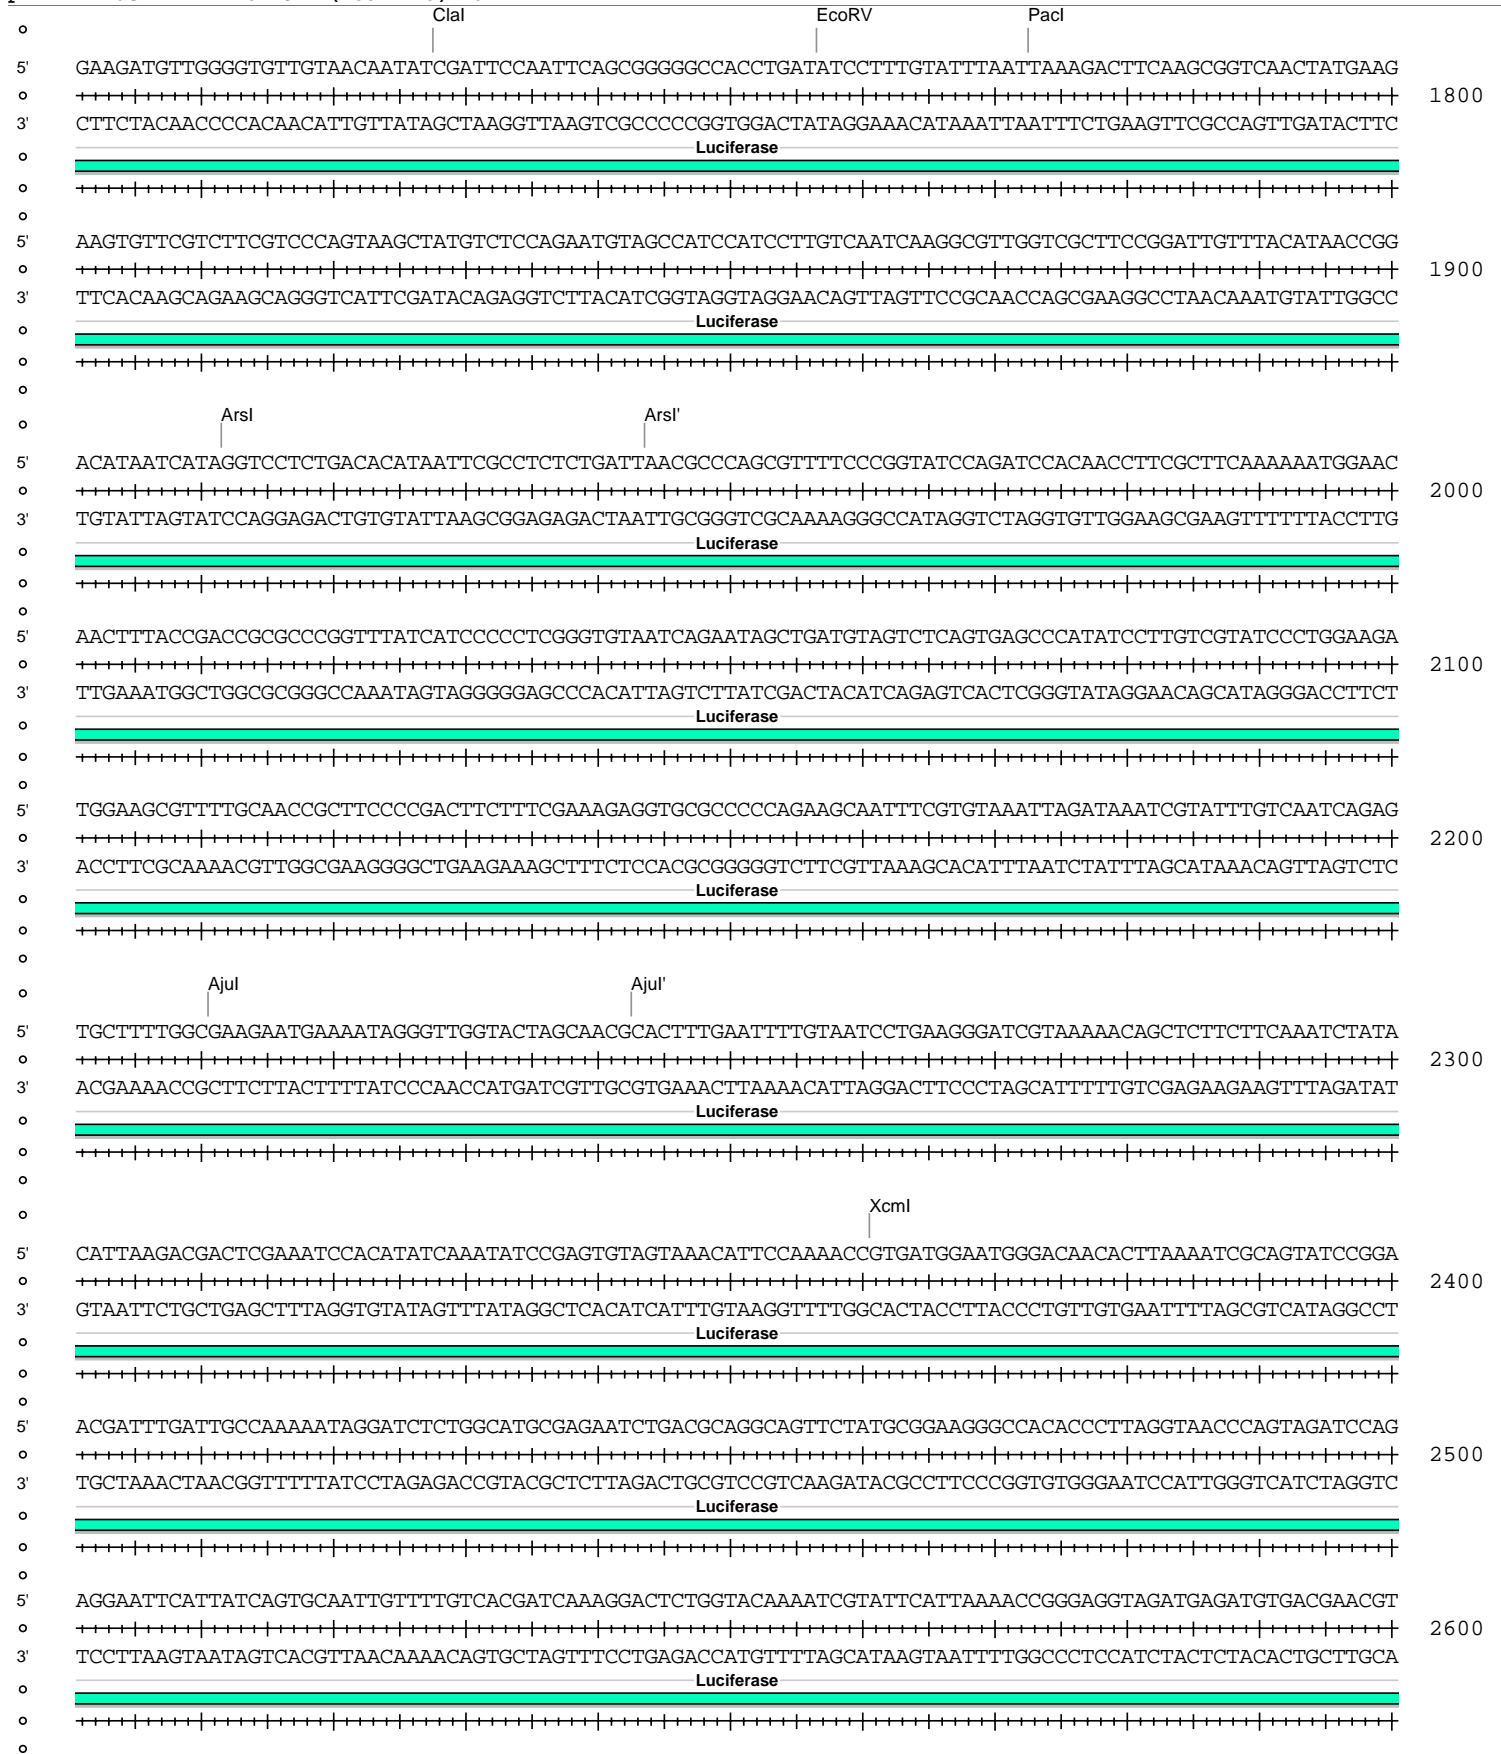 ClaI EcoRV PacI
5' GAAGATGTTGGGGTGTTGTAACAATATCGATTCCAATTCAGCGGGGGCCACCTGATATCCTTTGTATTTAATTAAAGACTTCAAGCGGTCAACTATGAAG
1800
3' CTTCTACAACCCCACAACATTGTTATAGCTAAGGTTAAGTCGCCCCCGGTGGACTATAGGAAACATAAATTAATTTCTGAAGTTCGCCAGTTGATACTTC
Luciferase
5' AAGTGTTCGTCTTCGTCCCAGTAAGCTATGTCTCCAGAATGTAGCCATCCATCCTTGTCAATCAAGGCGTTGGTCGCTTCCGGATTGTTTACATAACCGG
1900
3' TTCACAAGCAGAAGCAGGGTCATTCGATACAGAGGTCTTACATCGGTAGGTAGGAACAGTTAGTTCCGCAACCAGCGAAGGCCTAACAAATGTATTGGCC
Luciferase
ArsI ArsI'
5' ACATAATCATAGGTCCTCTGACACATAATTCGCCTCTCTGATTAACGCCCAGCGTTTTCCCGGTATCCAGATCCACAACCTTCGCTTCAAAAAATGGAAC
2000
3' TGTATTAGTATCCAGGAGACTGTGTATTAAGCGGAGAGACTAATTGCGGGTCGCAAAAGGGCCATAGGTCTAGGTGTTGGAAGCGAAGTTTTTTACCTTG
Luciferase
5' AACTTTACCGACCGCGCCCGGTTTATCATCCCCCTCGGGTGTAATCAGAATAGCTGATGTAGTCTCAGTGAGCCCATATCCTTGTCGTATCCCTGGAAGA
2100
3' TTGAAATGGCTGGCGCGGGCCAAATAGTAGGGGGAGCCCACATTAGTCTTATCGACTACATCAGAGTCACTCGGGTATAGGAACAGCATAGGGACCTTCT
Luciferase
5' TGGAAGCGTTTTGCAACCGCTTCCCCGACTTCTTTCGAAAGAGGTGCGCCCCCAGAAGCAATTTCGTGTAAATTAGATAAATCGTATTTGTCAATCAGAG
2200
3' ACCTTCGCAAAACGTTGGCGAAGGGGCTGAAGAAAGCTTTCTCCACGCGGGGGTCTTCGTTAAAGCACATTTAATCTATTTAGCATAAACAGTTAGTCTC
Luciferase
AjuI AjuI'
5' TGCTTTTGGCGAAGAATGAAAATAGGGTTGGTACTAGCAACGCACTTTGAATTTTGTAATCCTGAAGGGATCGTAAAAACAGCTCTTCTTCAAATCTATA
2300
3' ACGAAAACCGCTTCTTACTTTTATCCCAACCATGATCGTTGCGTGAAACTTAAAACATTAGGACTTCCCTAGCATTTTTGTCGAGAAGAAGTTTAGATAT
Luciferase
XcmI
5' CATTAAGACGACTCGAAATCCACATATCAAATATCCGAGTGTAGTAAACATTCCAAAACCGTGATGGAATGGGACAACACTTAAAATCGCAGTATCCGGA
2400
3' GTAATTCTGCTGAGCTTTAGGTGTATAGTTTATAGGCTCACATCATTTGTAAGGTTTTGGCACTACCTTACCCTGTTGTGAATTTTAGCGTCATAGGCCT
Luciferase
5' ACGATTTGATTGCCAAAAATAGGATCTCTGGCATGCGAGAATCTGACGCAGGCAGTTCTATGCGGAAGGGCCACACCCTTAGGTAACCCAGTAGATCCAG
2500
3' TGCTAAACTAACGGTTTTTATCCTAGAGACCGTACGCTCTTAGACTGCGTCCGTCAAGATACGCCTTCCCGGTGTGGGAATCCATTGGGTCATCTAGGTC
Luciferase
5' AGGAATTCATTATCAGTGCAATTGTTTTGTCACGATCAAAGGACTCTGGTACAAAATCGTATTCATTAAAACCGGGAGGTAGATGAGATGTGACGAACGT
2600
3' TCCTTAAGTAATAGTCACGTTAACAAAACAGTGCTAGTTTCCTGAGACCATGTTTTAGCATAAGTAATTTTGGCCCTCCATCTACTCTACACTGCTTGCA
Luciferase